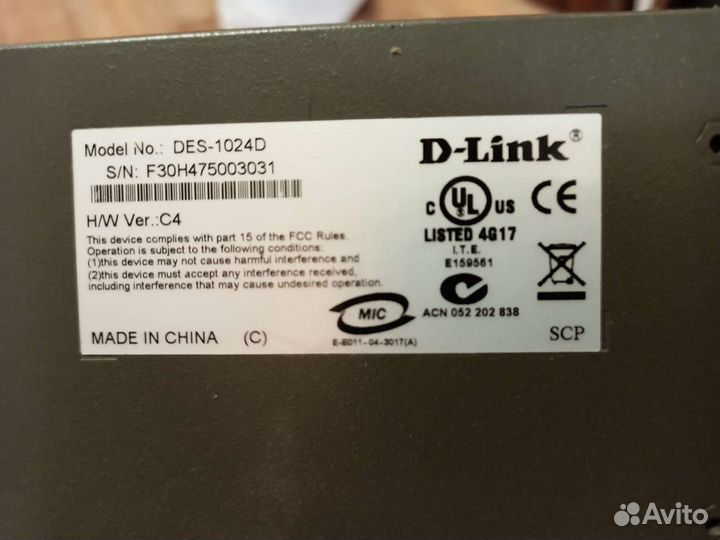 Model No.: DES-1024D
S/N: F30H475003031
H/W Ver.:C4
This device complies with part 15 of the FCC Rules.
Operation is subject to the following conditions:
(1)this device may not cause harmful interference and
(2)this device must accept any interference received,
including interference that may cause undesired operation.
MADE IN CHINA (C)
D-Link®
C UL® US
LISTED 4G17
I.T.E.
E159561
CE
N
ACN 052 202 838
MIC
E-E011-04-3017(A)
SCP
Avito